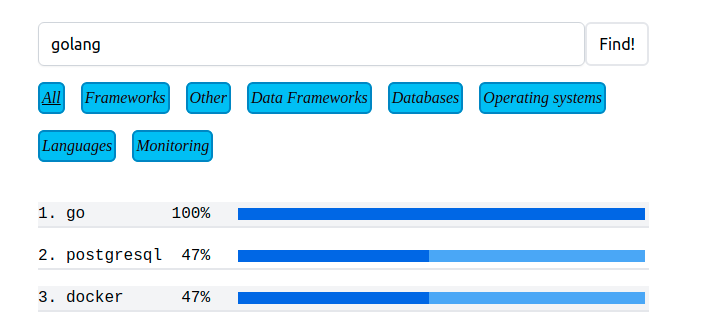 golang Find!
All Frameworks Other Data Frameworks Databases Operating systems
Languages Monitoring
1. go 100%
2. postgresql 47%
3. docker 47%